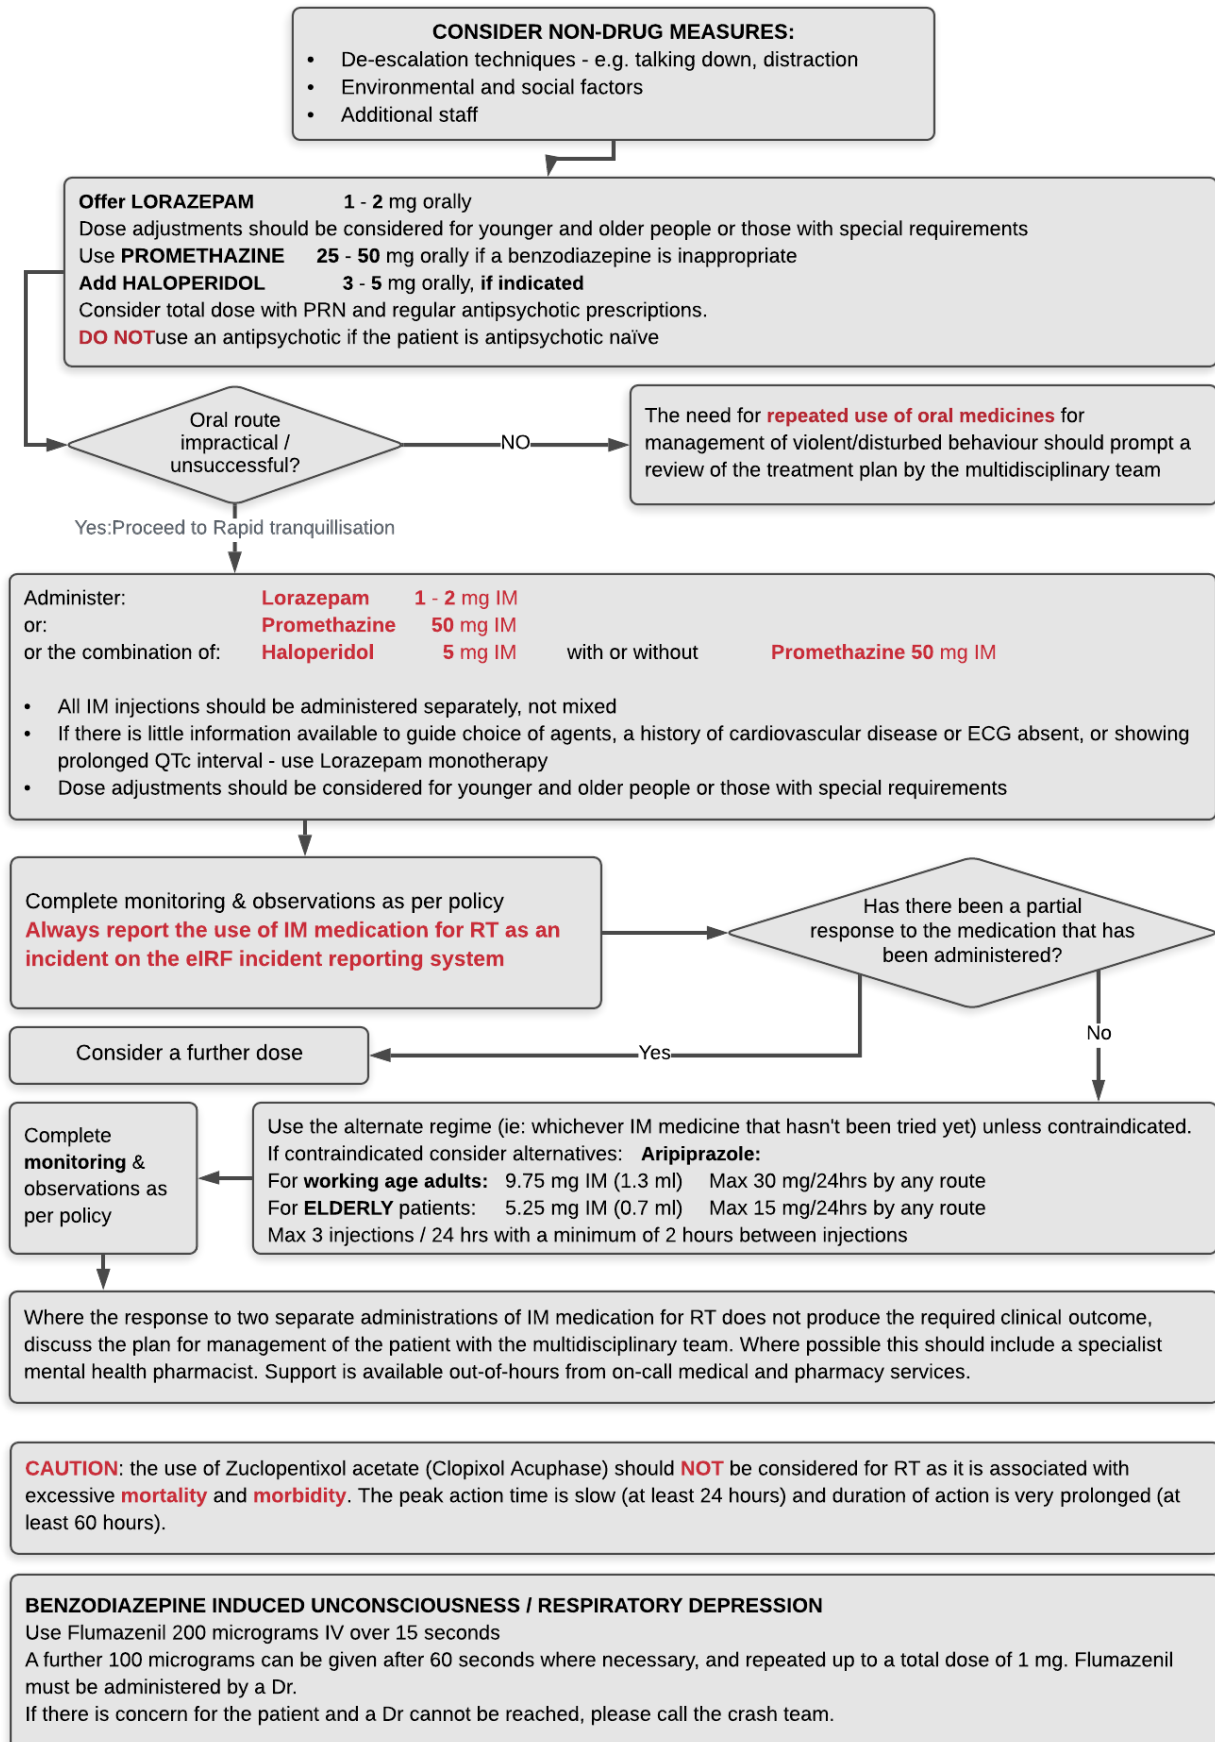 CONSIDER NON-DRUG MEASURES:
• De-escalation techniques - e.g. talking down, distraction
• Environmental and social factors
• Additional staff
Offer LORAZEPAM 1 - 2 mg orally
Dose adjustments should be considered for younger and older people or those with special requirements
Use PROMETHAZINE 25 - 50 mg orally if a benzodiazepine is inappropriate
Add HALOPERIDOL 3 - 5 mg orally, if indicated
Consider total dose with PRN and regular antipsychotic prescriptions.
DO NOTuse an antipsychotic if the patient is antipsychotic naïve
Oral route
impractical /
unsuccessful?
NO
The need for repeated use of oral medicines for
management of violent/disturbed behaviour should prompt a
review of the treatment plan by the multidisciplinary team
Yes:Proceed to Rapid tranquillisation
Administer: Lorazepam 1 - 2 mg IM
or: Promethazine 50 mg IM
or the combination of: Haloperidol 5 mg IM with or without Promethazine 50 mg IM
• All IM injections should be administered separately, not mixed
• If there is little information available to guide choice of agents, a history of cardiovascular disease or ECG absent, or showing
prolonged QTc interval - use Lorazepam monotherapy
• Dose adjustments should be considered for younger and older people or those with special requirements
Complete monitoring & observations as per policy
Always report the use of IM medication for RT as an
incident on the eIRF incident reporting system
Has there been a partial
response to the medication that has
been administered?
No
Yes
Consider a further dose
Complete
monitoring &
observations as
per policy
Use the alternate regime (ie: whichever IM medicine that hasn't been tried yet) unless contraindicated.
If contraindicated consider alternatives: Aripiprazole:
For working age adults: 9.75 mg IM (1.3 ml) Max 30 mg/24hrs by any route
For ELDERLY patients: 5.25 mg IM (0.7 ml) Max 15 mg/24hrs by any route
Max 3 injections / 24 hrs with a minimum of 2 hours between injections
Where the response to two separate administrations of IM medication for RT does not produce the required clinical outcome,
discuss the plan for management of the patient with the multidisciplinary team. Where possible this should include a specialist
mental health pharmacist. Support is available out-of-hours from on-call medical and pharmacy services.
CAUTION: the use of Zuclopentixol acetate (Clopixol Acuphase) should NOT be considered for RT as it is associated with
excessive mortality and morbidity. The peak action time is slow (at least 24 hours) and duration of action is very prolonged (at
least 60 hours).
BENZODIAZEPINE INDUCED UNCONSCIOUSNESS / RESPIRATORY DEPRESSION
Use Flumazenil 200 micrograms IV over 15 seconds
A further 100 micrograms can be given after 60 seconds where necessary, and repeated up to a total dose of 1 mg. Flumazenil
must be administered by a Dr.
If there is concern for the patient and a Dr cannot be reached, please call the crash team.